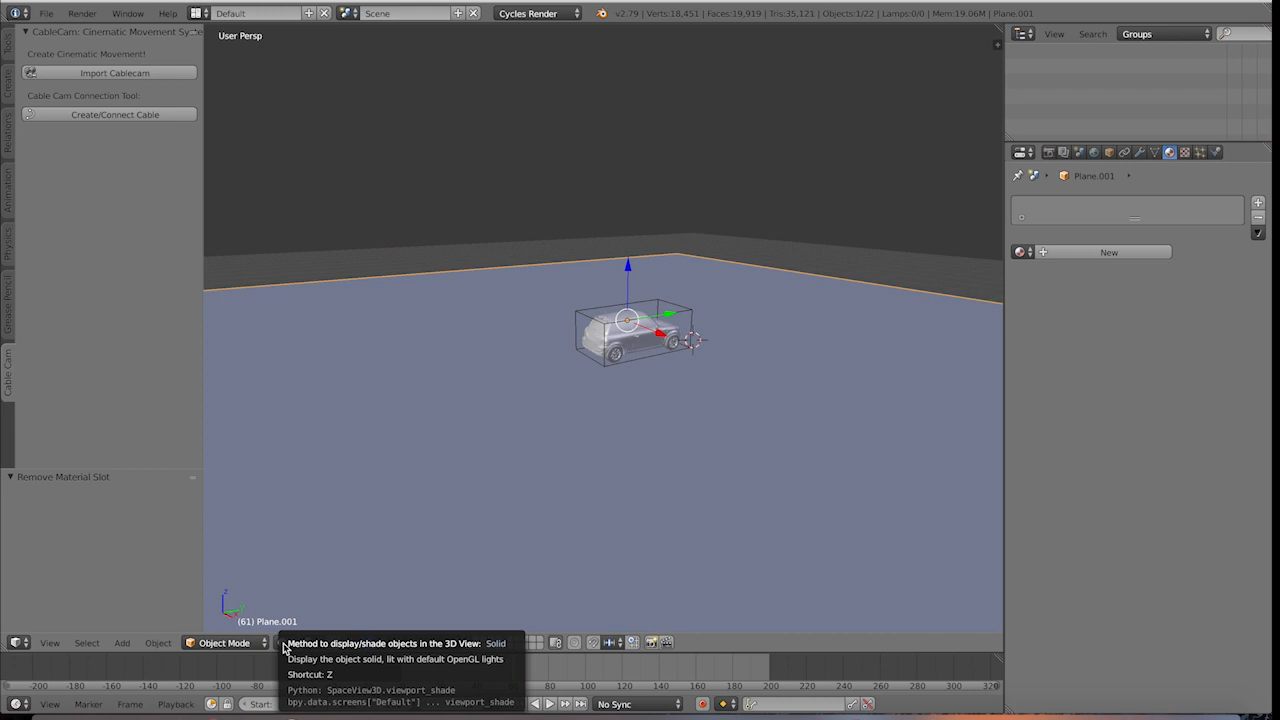 File Render Window Help Default Scene Cycles Render v2.79 | Verts:18,451 | Faces:19,919 | Tris:35,121 | Objects:1/22 | Lamps:0/0 | Mem:19.06M | Plane.001
CableCam: Cinematic Movement Syste
Create Cinematic Movement!
Import Cablecam
Cable Cam Connection Tool:
Create/Connect Cable
Tools
Create
Relations
Animation
Physics
Grease Pencil
Cable Cam
Remove Material Slot
User Persp
z
(61) Plane.001
View Search Groups
Plane.001
New
View Select Add Object Object Mode
Method to display/shade objects in the 3D View: Solid
Display the object solid, lit with default OpenGL lights
Shortcut: Z
Python: SpaceView3D.viewport_shade
bpy.data.screens["Default"] ... viewport_shade
-200 -180 -160 -140 -120 -100 -80 80 100 120 140 160 180 200 220 240 260 280 300 320
View Marker Frame Playback Start: No Sync